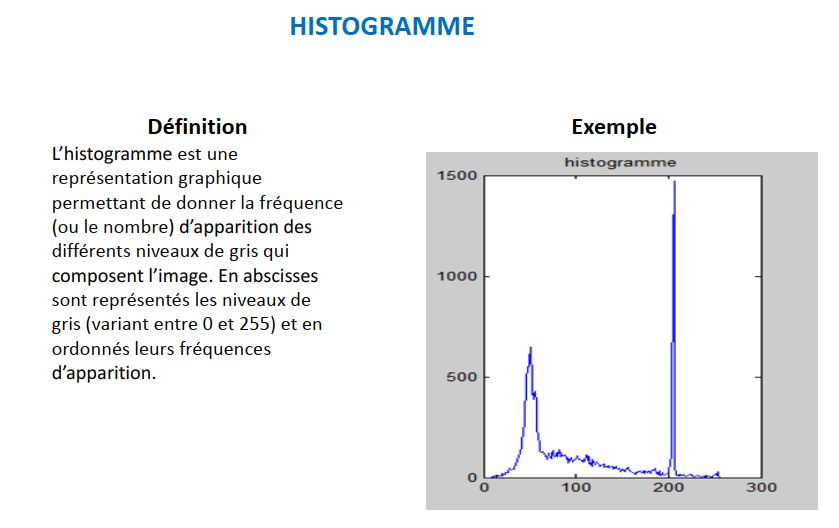 HISTOGRAMME
Définition
L'histogramme est une
représentation graphique
permettant de donner la fréquence
(ou le nombre) d'apparition des
différents niveaux de gris qui
composent l'image. En abscisses
sont représentés les niveaux de
gris (variant entre 0 et 255) et en
ordonnés leurs fréquences
d'apparition.
Exemple
histogramme
1500
1000
500
0
0 100 200 300